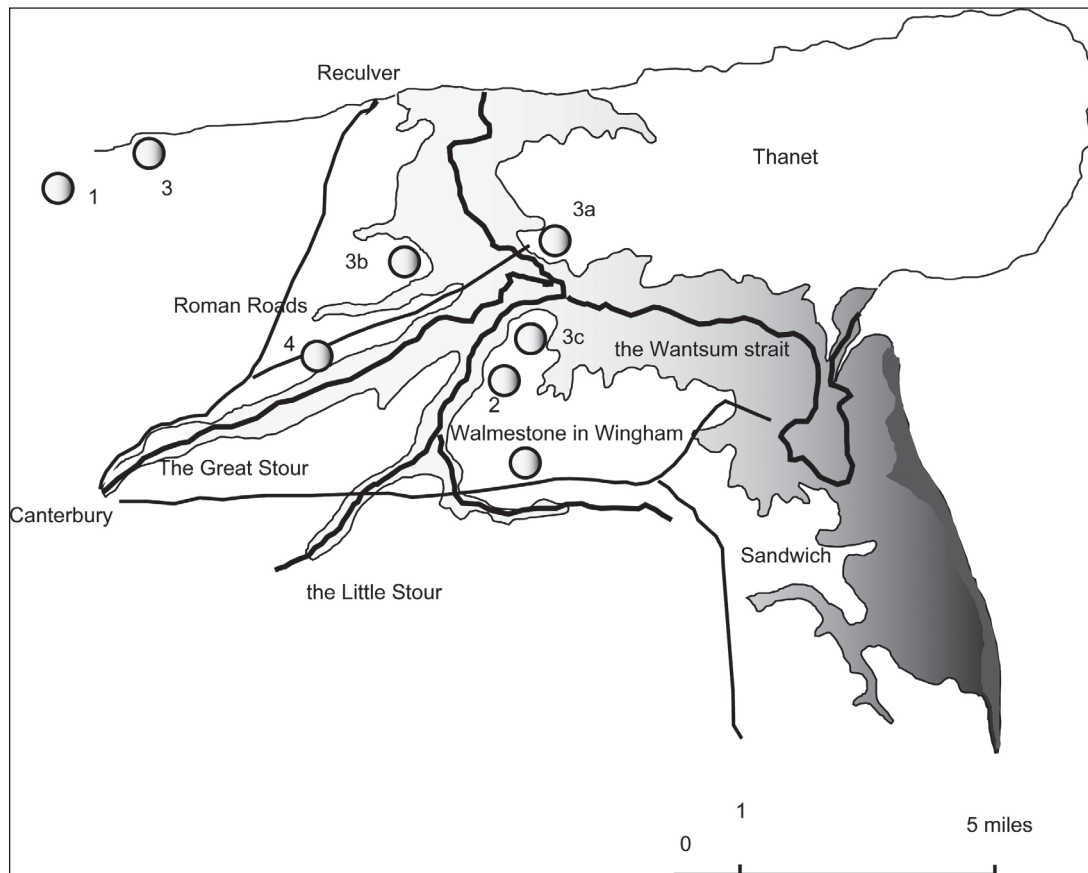 Reculver
Thanet
1
3
3a
3b
Roman Roads
4
3c
the Wantsum strait
2
Walmestone in Wingham
The Great Stour
Canterbury
Sandwich
the Little Stour
1
5 miles
0